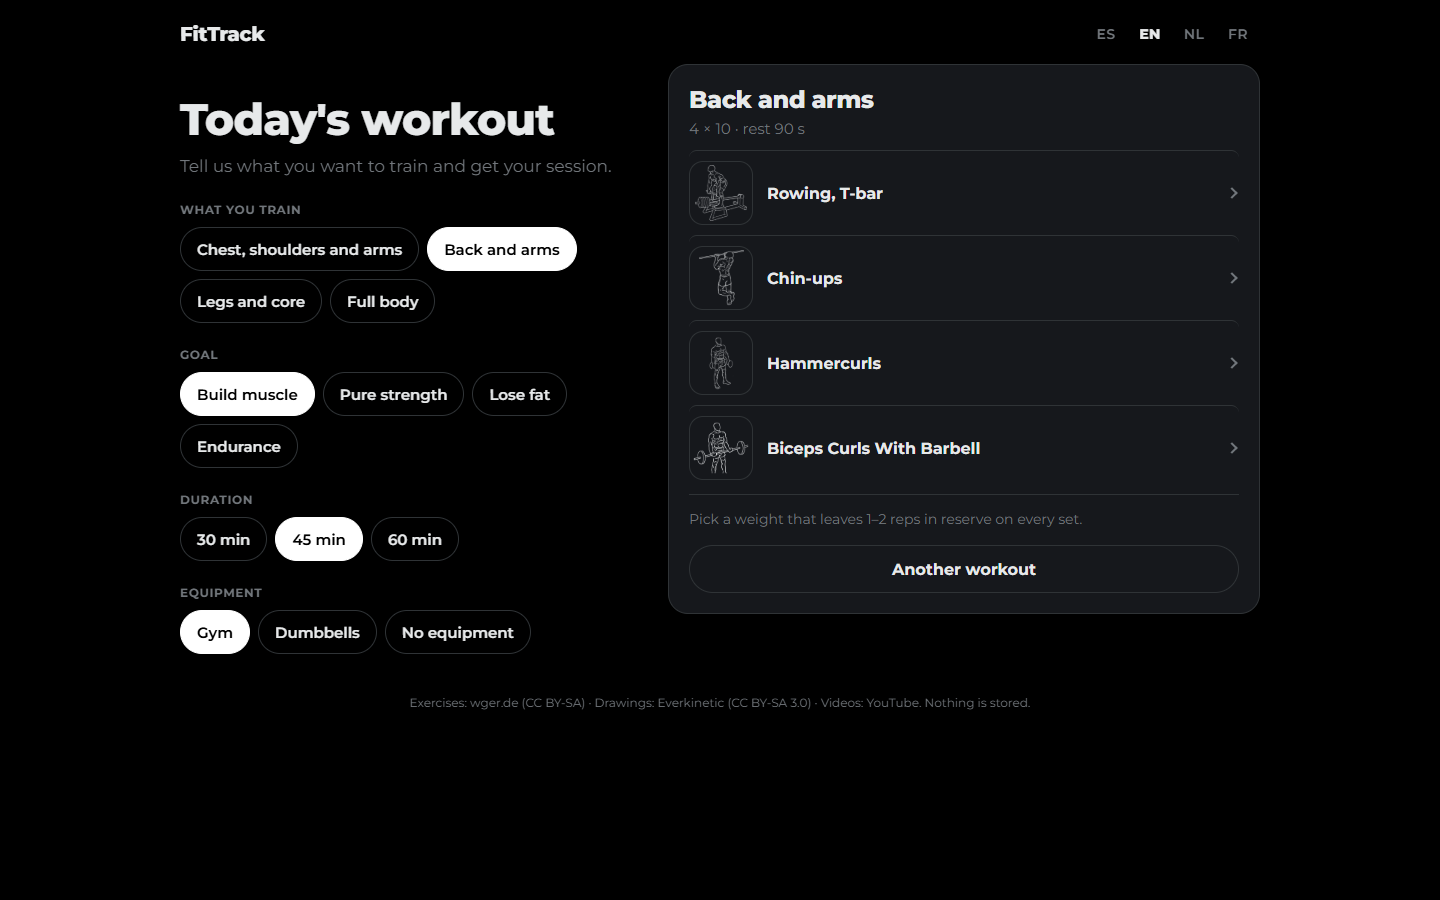 FitTrack
ES EN NL FR
Today's workout
Tell us what you want to train and get your session.
WHAT YOU TRAIN
Chest, shoulders and arms
Back and arms
Legs and core
Full body
GOAL
Build muscle
Pure strength
Lose fat
Endurance
DURATION
30 min
45 min
60 min
EQUIPMENT
Gym
Dumbbells
No equipment
Back and arms
4 × 10 · rest 90 s
Rowing, T-bar
Chin-ups
Hammercurls
Biceps Curls With Barbell
Pick a weight that leaves 1–2 reps in reserve on every set.
Another workout
Exercises: wger.de (CC BY-SA) · Drawings: Everkinetic (CC BY-SA 3.0) · Videos: YouTube. Nothing is stored.